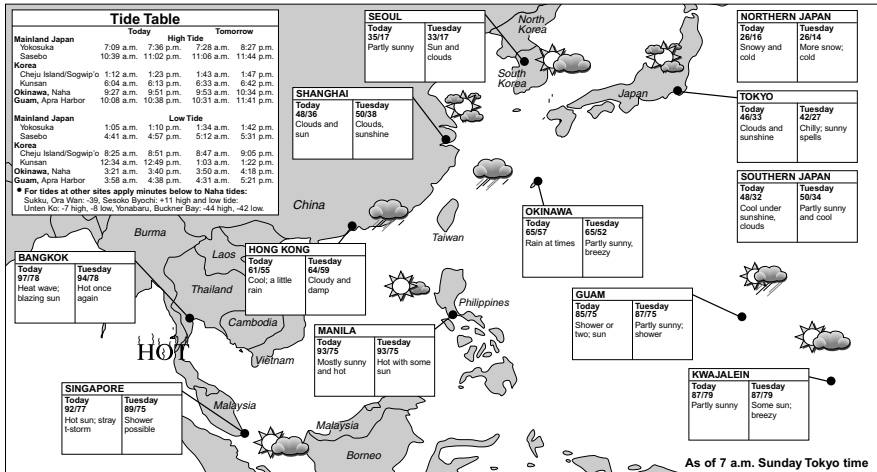 Tide Table
Today Tomorrow
Mainland Japan High Tide
Yokosuka 7:09 a.m. 7:36 p.m. 7:28 a.m. 8:27 p.m.
Sasebo 10:39 a.m. 11:02 p.m. 11:06 a.m. 11:44 p.m.
Korea
Cheju Island/Sogwip'o 1:12 a.m. 1:23 p.m. 1:43 a.m. 1:47 p.m.
Kunsan 6:04 a.m. 6:13 p.m. 6:33 a.m. 6:42 p.m.
Okinawa, Naha 9:27 a.m. 9:51 p.m. 9:53 a.m. 10:34 p.m.
Guam, Apra Harbor 10:08 a.m. 10:38 p.m. 10:31 a.m. 11:41 p.m.
Mainland Japan Low Tide
Yokosuka 1:05 a.m. 1:10 p.m. 1:34 a.m. 1:42 p.m.
Sasebo 4:41 a.m. 4:57 p.m. 5:12 a.m. 5:31 p.m.
Korea
Cheju Island/Sogwip'o 8:25 a.m. 8:51 p.m. 8:47 a.m. 9:05 p.m.
Kunsan 12:34 a.m. 12:49 p.m. 1:03 a.m. 1:22 p.m.
Okinawa, Naha 3:21 a.m. 3:40 p.m. 3:50 a.m. 4:18 p.m.
Guam, Apra Harbor 3:58 a.m. 4:38 p.m. 4:31 a.m. 5:21 p.m.
• For tides at other sites apply minutes below to Naha tides:
Sukku, Ora Wan: -39, Sesoko Byochi: +11 high and low tide:
Unten Ko: -7 high, -8 low, Yonabaru, Buckner Bay: -44 high, -42 low.
SEOUL
Today Tuesday
35/17 33/17
Partly sunny Sun and
clouds
North
Korea
South
Korea
Japan
NORTHERN JAPAN
Today Tuesday
26/16 26/14
Snowy and More snow;
cold cold
SHANGHAI
Today Tuesday
48/36 50/38
Clouds and Clouds,
sun sunshine
TOKYO
Today Tuesday
46/33 42/27
Clouds and Chilly; sunny
sunshine spells
SOUTHERN JAPAN
Today Tuesday
48/32 50/34
Cool under Partly sunny
sunshine, and cool
clouds
China
Taiwan
OKINAWA
Today Tuesday
65/57 65/52
Rain at times Partly sunny,
breezy
Burma
Laos
Thailand
Cambodia
Vietnam
BANGKOK
Today Tuesday
97/78 94/78
Heat wave; Hot once
blazing sun again
HONG KONG
Today Tuesday
61/55 64/59
Cool; a little Cloudy and
rain damp
Philippines
GUAM
Today Tuesday
85/75 87/75
Shower or Partly sunny;
two; sun shower
HOT
MANILA
Today Tuesday
93/75 93/75
Mostly sunny Hot with some
and hot sun
KWAJALEIN
Today Tuesday
87/79 87/79
Partly sunny Some sun;
breezy
SINGAPORE
Today Tuesday
92/77 89/75
Hot sun; stray Shower
t-storm possible
Malaysia
Malaysia
Borneo
As of 7 a.m. Sunday Tokyo time